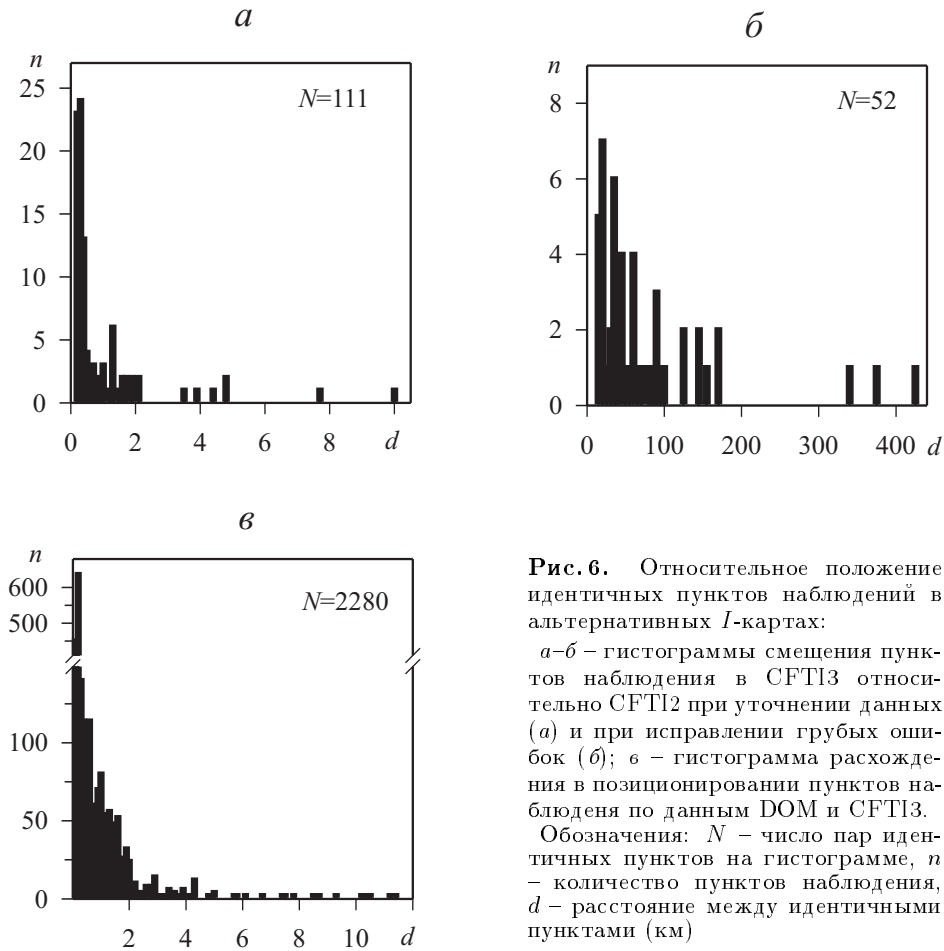 а
n
N=111
25
20
15
10
5
0
0 2 4 6 8 d
б
n
N=52
8
6
4
2
0
0 100 200 300 400 d
в
n
N=2280
600
500
100
50
0
2 4 6 8 10 d
Рис.6. Относительное положение
идентичных пунктов наблюдений в
альтернативных I-картах:
а–б – гистограммы смещения пунк-
тов наблюдения в CFTI3 относи-
тельно CFTI2 при уточнении данных
(а) и при исправлении грубых оши-
бок (б); в – гистограмма расхожде-
ния в позиционировании пунктов на-
блюденя по данным DOM и CFTI3.
Обозначения: N – число пар иден-
тичных пунктов на гистограмме, n
– количество пунктов наблюдения,
d – расстояние между идентичными
пунктами (км)